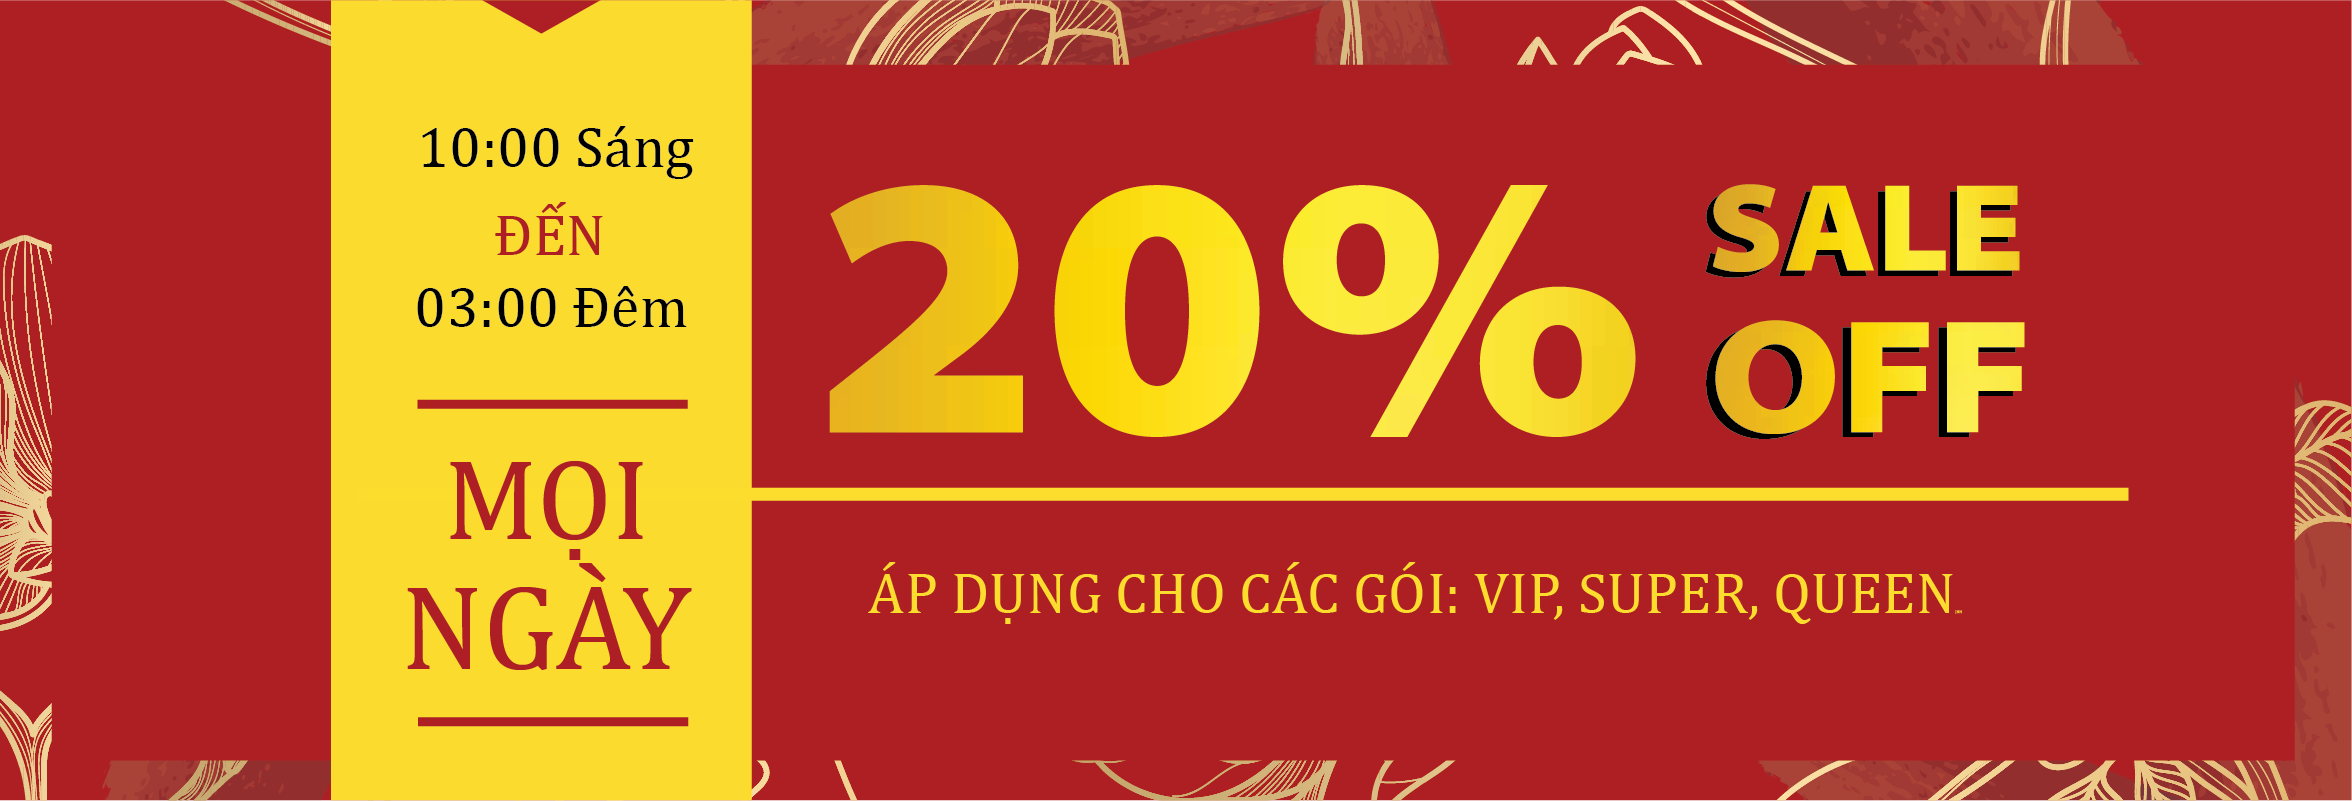 10:00 Sáng
ĐẾN
03:00 Đêm
MỌI
NGÀY
20%
SALE
OFF
ÁP DỤNG CHO CÁC GÓI: VIP, SUPER, QUEEN